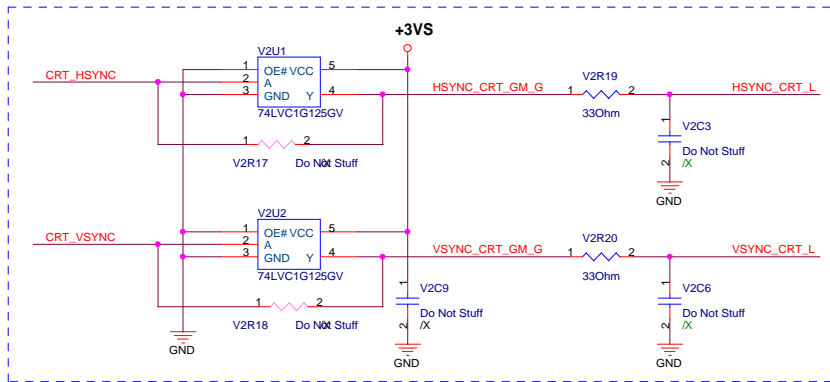 +3VS
V2U1
CRT_HSYNC
1 OE# VCC 5
2 A
3 GND Y 4
74LVC1G125GV
HSYNC_CRT_GM_G
V2R19
1 2
33Ohm
HSYNC_CRT_L
1 2
V2R17 Do Not Stuff /X
1
V2C3
Do Not Stuff
2 /X
GND
V2U2
CRT_VSYNC
1 OE# VCC 5
2 A
3 GND Y 4
74LVC1G125GV
VSYNC_CRT_GM_G
V2R20
1 2
33Ohm
VSYNC_CRT_L
1 2
V2R18 Do Not Stuff /X
1
V2C9
Do Not Stuff
2 /X
GND
1
V2C6
Do Not Stuff
2 /X
GND
GND